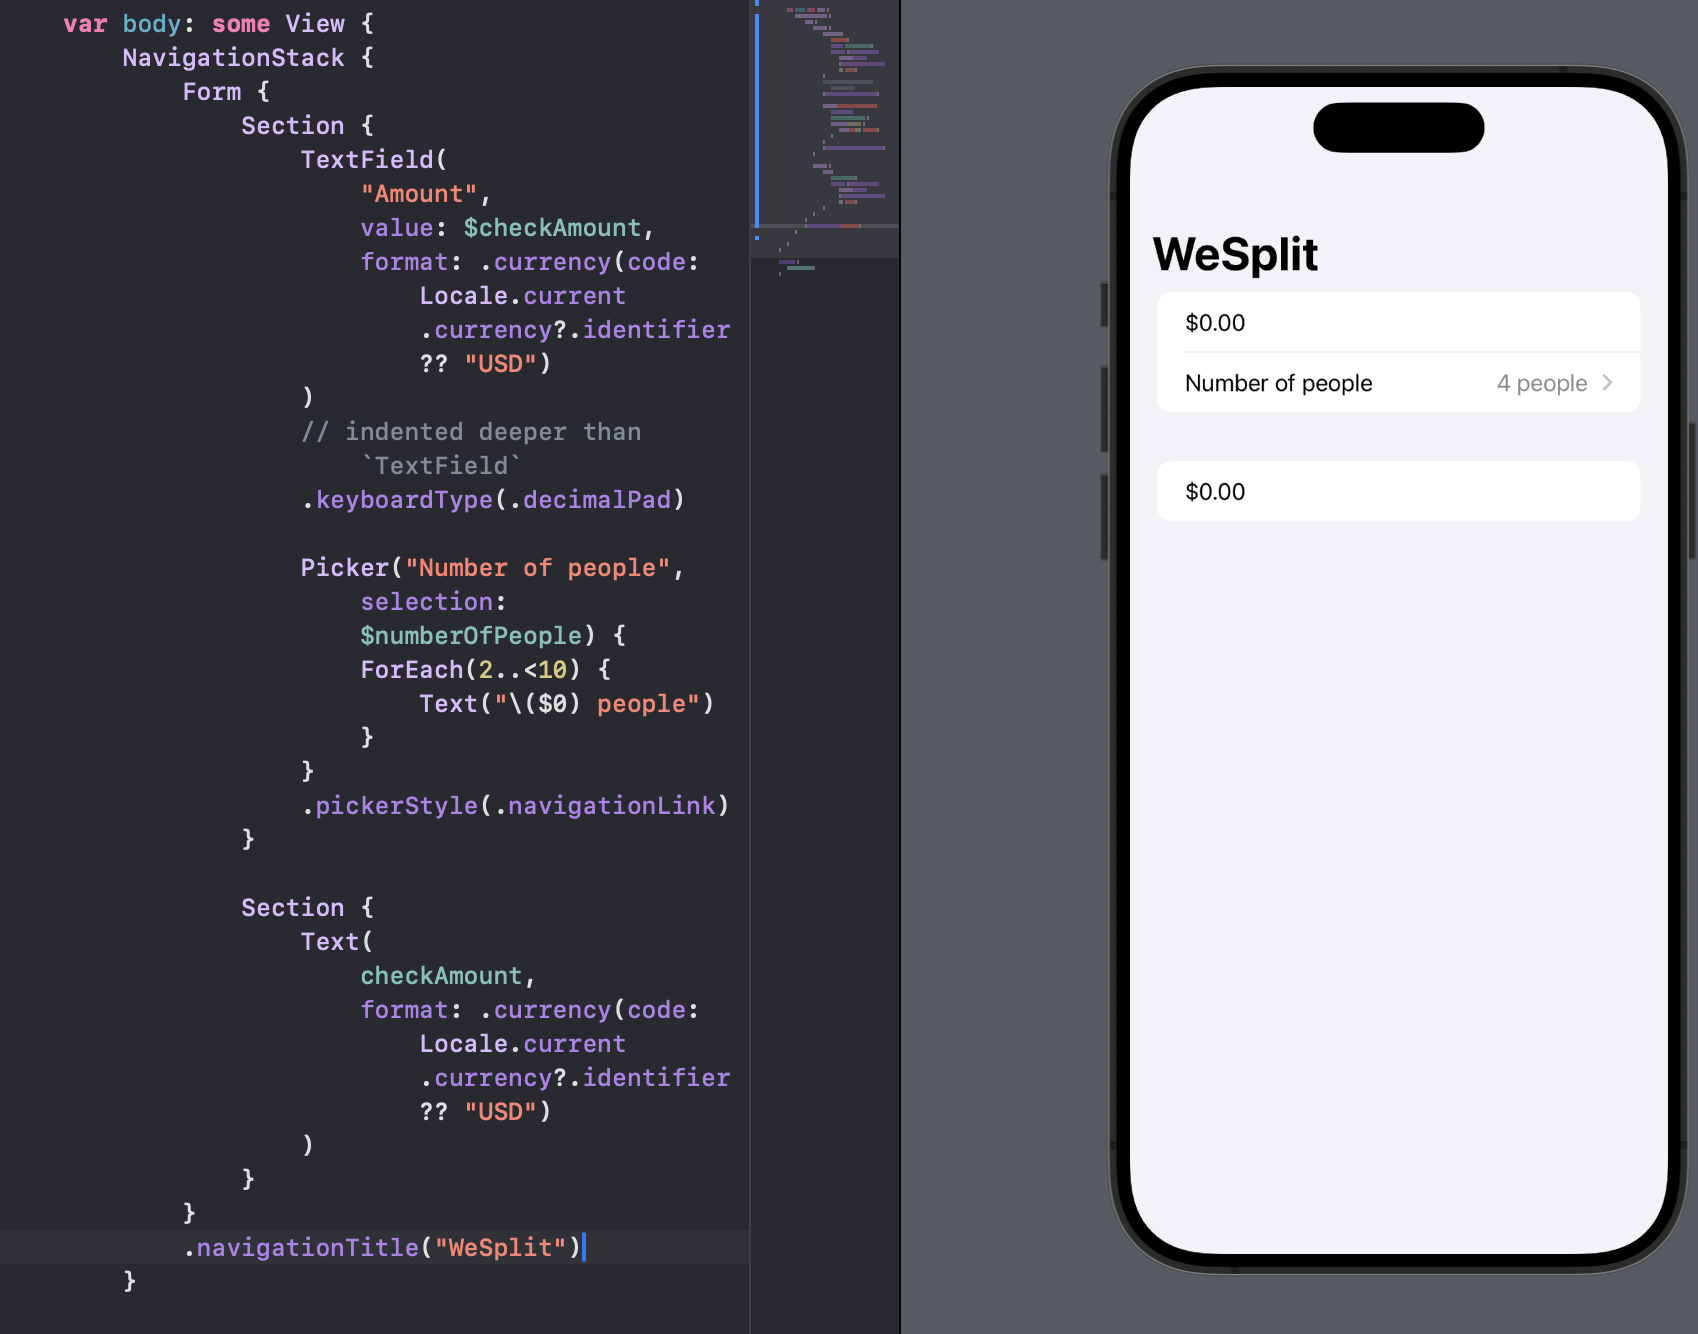 var body: some View {
NavigationStack {
Form {
Section {
TextField(
"Amount",
value: $checkAmount,
format: .currency(code:
Locale.current
.currency?.identifier
?? "USD")
)
// indented deeper than
`TextField`
.keyboardType(.decimalPad)
Picker("Number of people",
selection:
$numberOfPeople) {
ForEach(2..<10) {
Text("\($0) people")
}
}
.pickerStyle(.navigationLink)
}
Section {
Text(
checkAmount,
format: .currency(code:
Locale.current
.currency?.identifier
?? "USD")
)
}
}
.navigationTitle("WeSplit")
}
WeSplit
$0.00
Number of people 4 people
$0.00